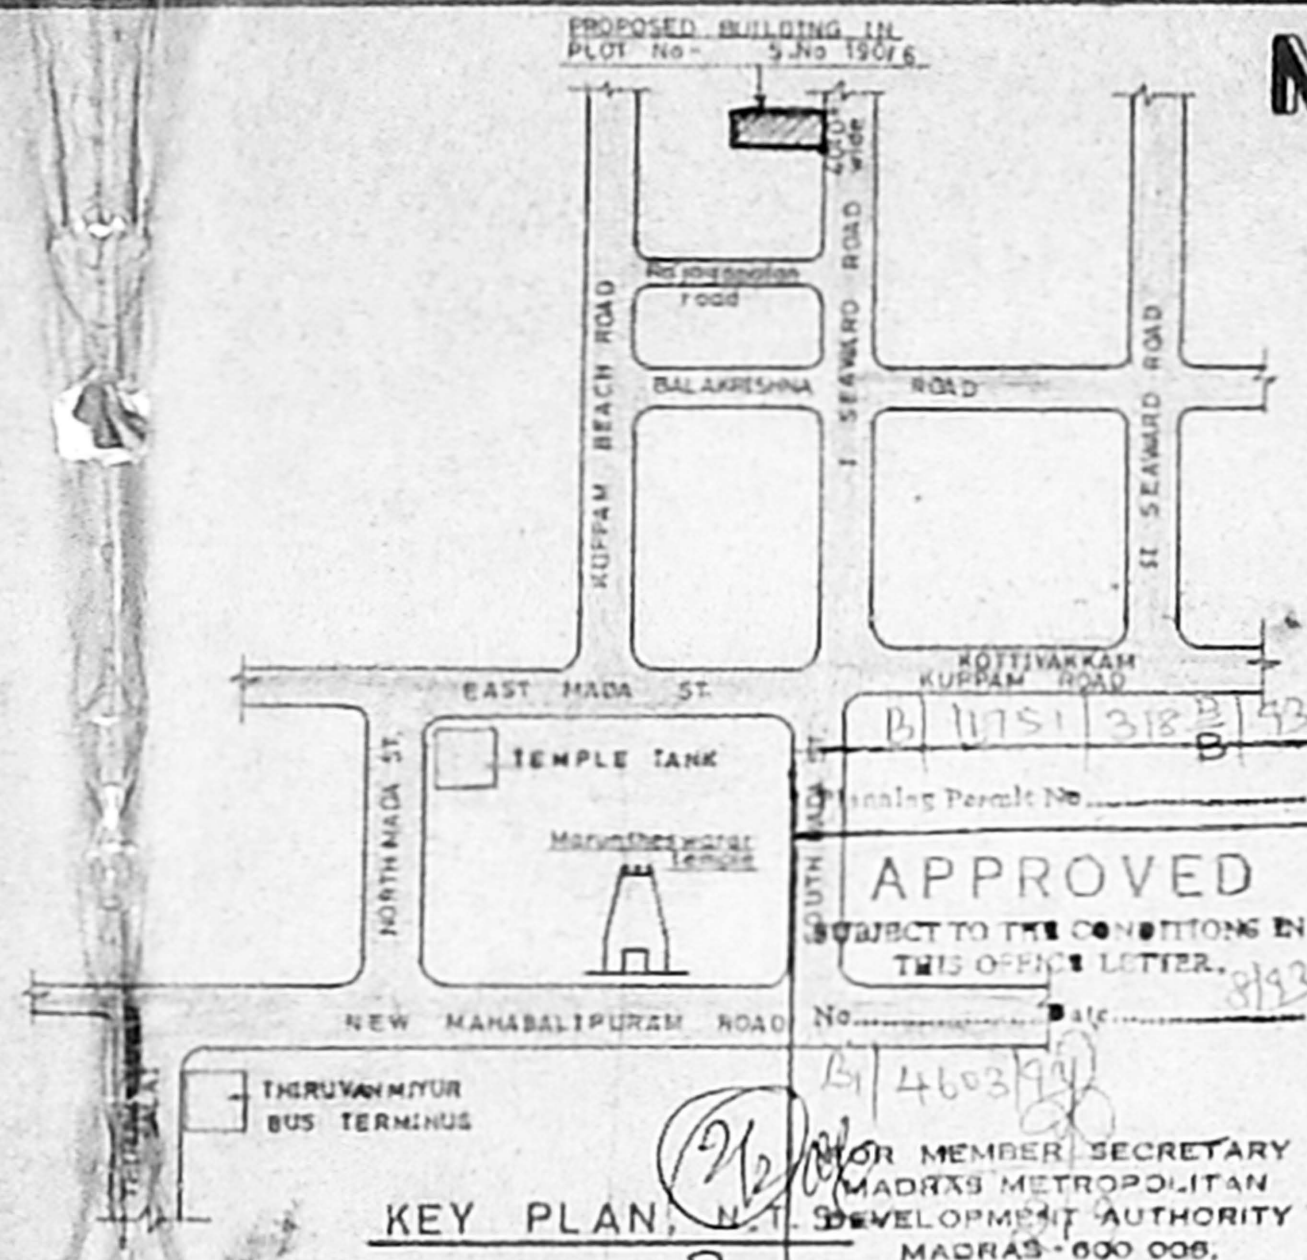 PROPOSED BUILDING IN
PLOT No- S.No 190/6
40'0" wide
KUPPAM BEACH ROAD
I SEAWARD ROAD
II SEAWARD ROAD
road
BALAKRISHNA ROAD
KOTTIVAKKAM
KUPPAM ROAD
EAST MADA ST.
NORTH MADA ST.
SOUTH MADA ST.
TEMPLE TANK
Marundheswarar
Temple
B 11751 318 93
B
Planning Permit No
APPROVED
SUBJECT TO THE CONDITIONS IN
THIS OFFICE LETTER.
No Date
8/93
NEW MAHABALIPURAM ROAD
4603
THIRUVANMIYUR
BUS TERMINUS
KEY PLAN. N.T.S
FOR MEMBER SECRETARY
MADRAS METROPOLITAN
DEVELOPMENT AUTHORITY
MADRAS-600 008